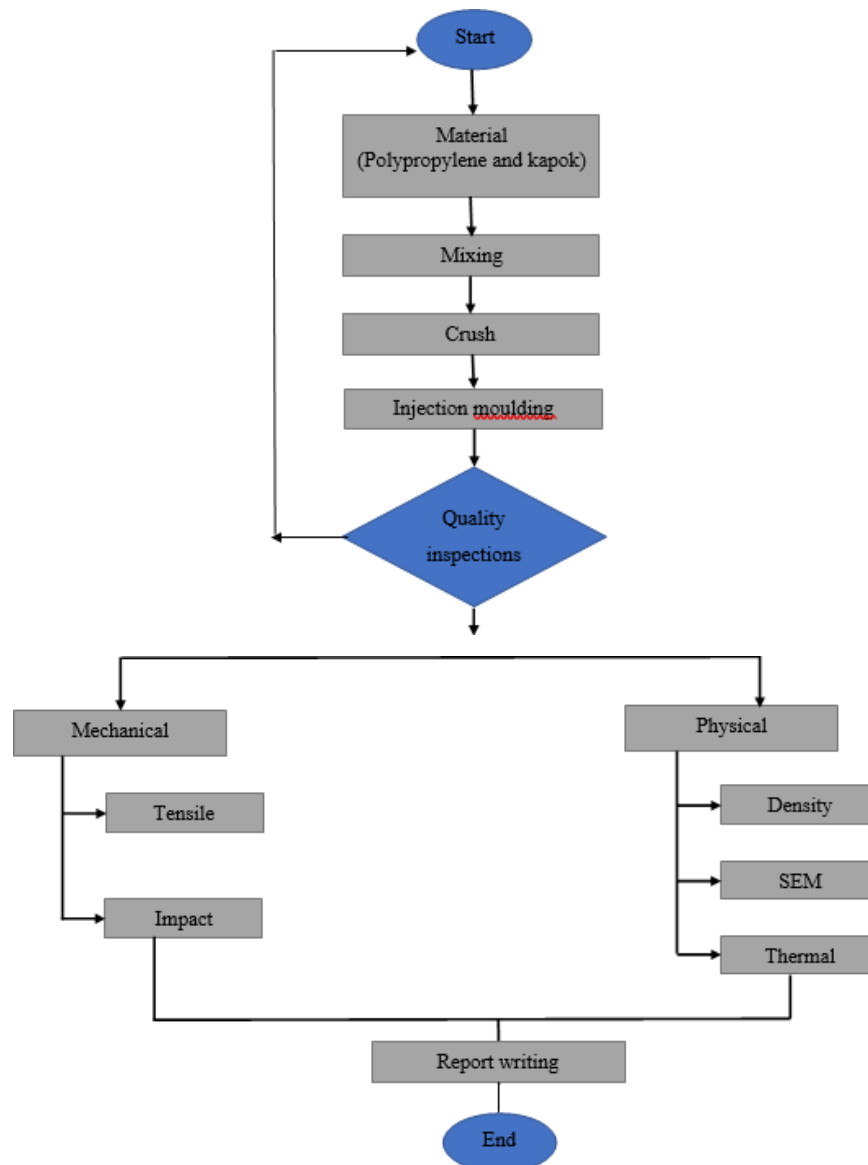 Start
Material
(Polypropylene and kapok)
Mixing
Crush
Injection moulding
Quality
inspections
Mechanical
Physical
Tensile
Density
SEM
Impact
Thermal
Report writing
End